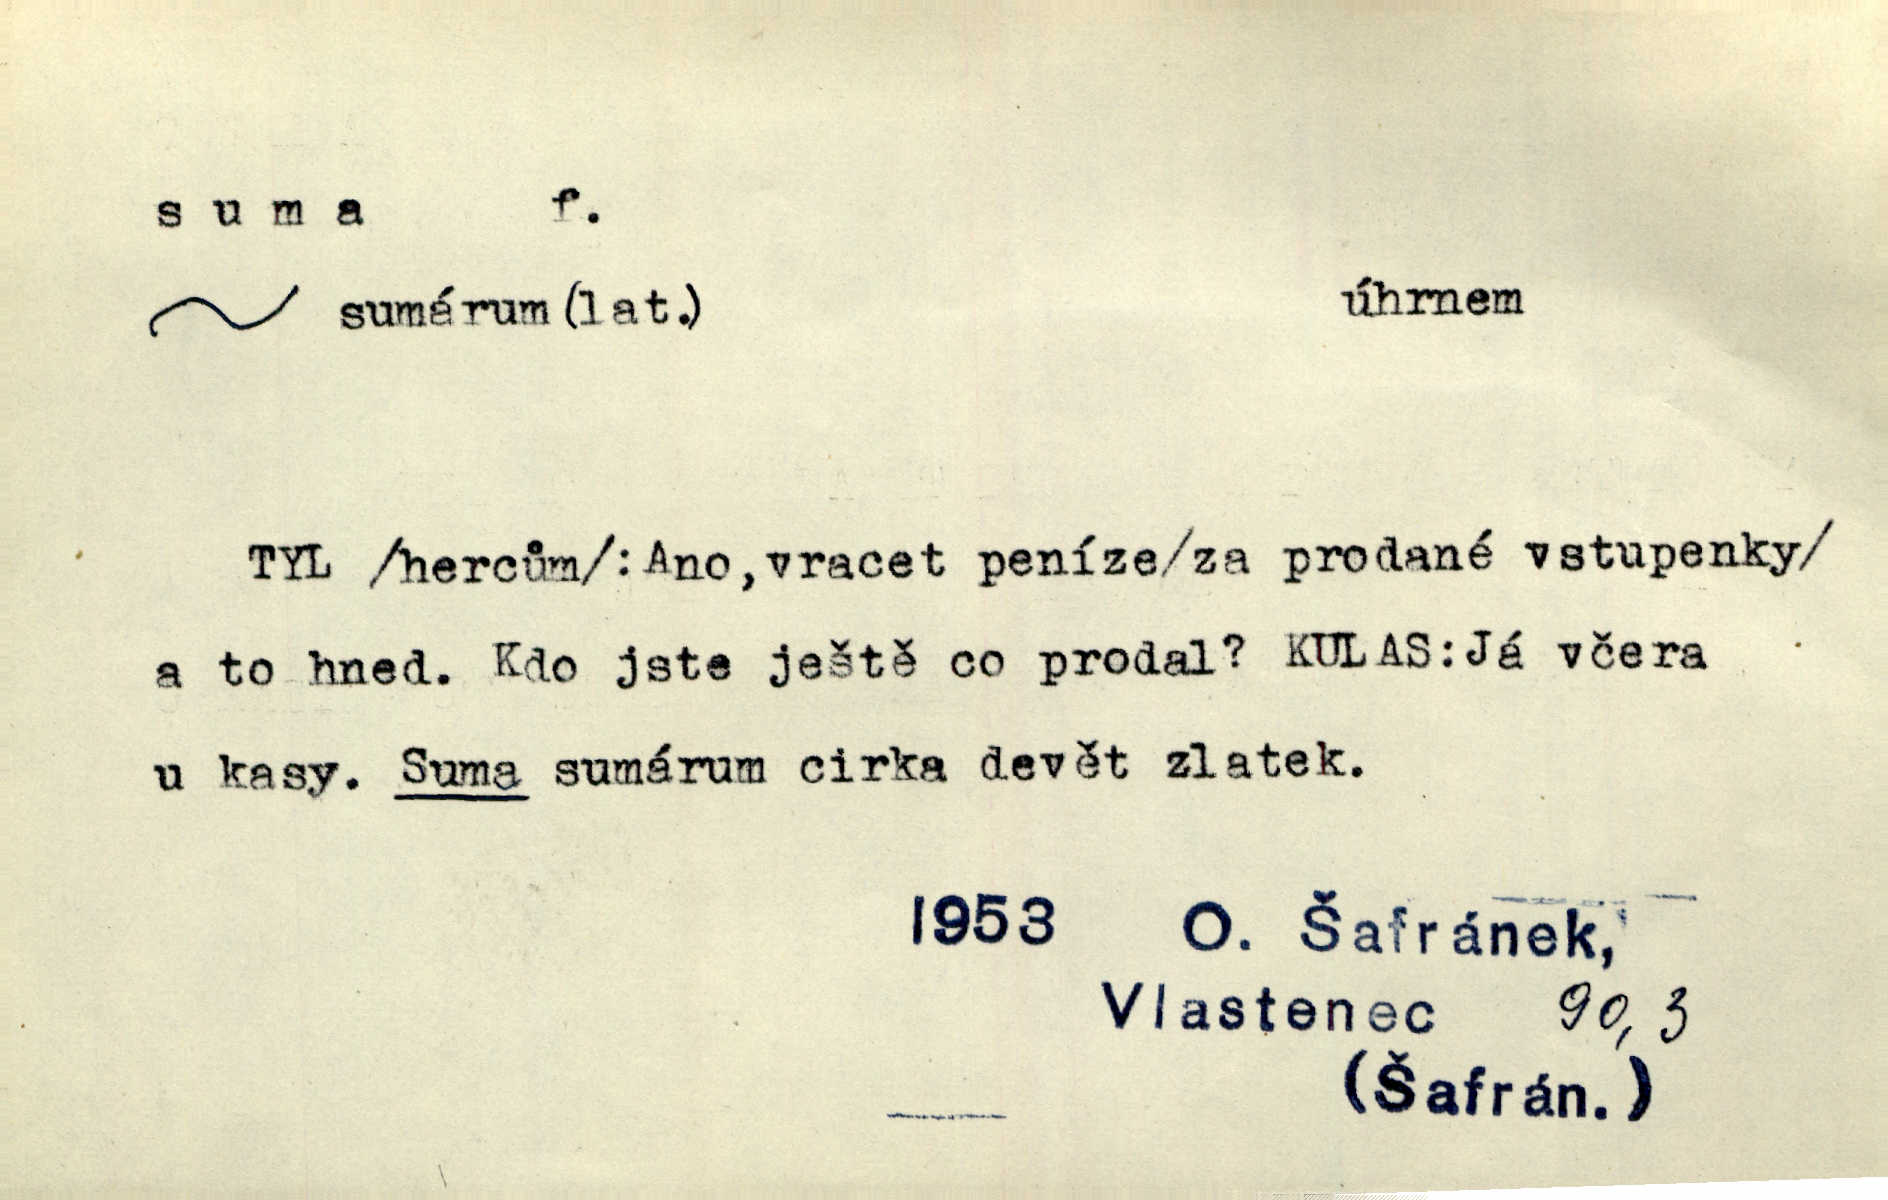 suma f.
~ sumárum (lat.) úhrnem
TYL /hercům/: Ano, vracet peníze /za prodané vstupenky/
a to hned. Kdo jste ještě co prodal? KULAS: Já včera
u kasy. Suma sumárum cirka devět zlatek.
1953 O. Šafránek,
Vlastenec 90,3
(Šafrán.)